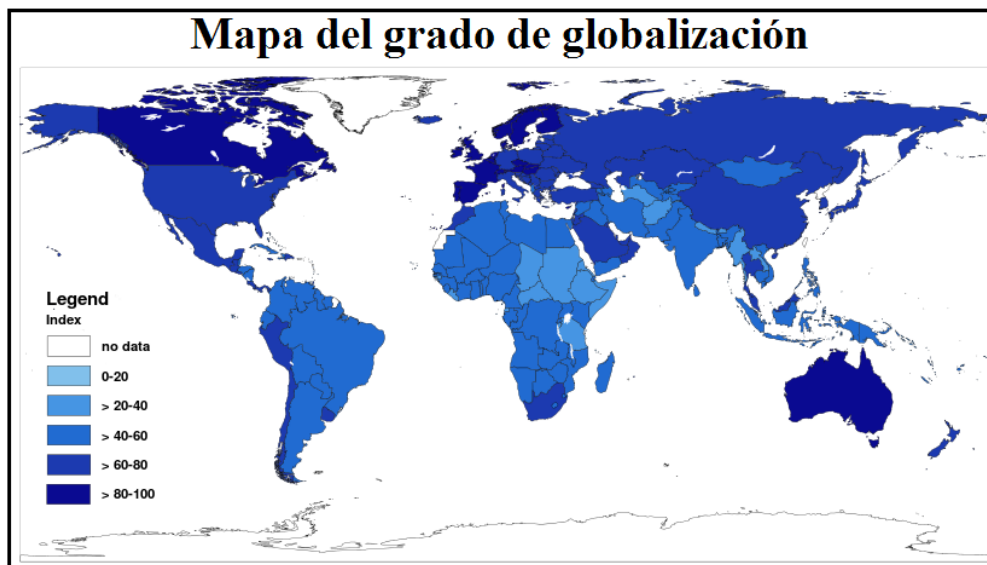 Mapa del grado de globalización
Legend
Index
no data
0-20
> 20-40
> 40-60
> 60-80
> 80-100